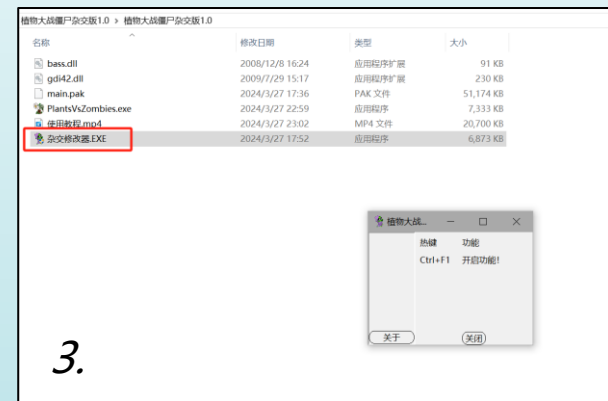 植物大战僵尸杂交版1.0 › 植物大战僵尸杂交版1.0
名称 修改日期 类型 大小
bass.dll 2008/12/8 16:24 应用程序扩展 91 KB
gdi42.dll 2009/7/29 15:17 应用程序扩展 230 KB
main.pak 2024/3/27 17:36 PAK 文件 51,174 KB
PlantsVsZombies.exe 2024/3/27 22:59 应用程序 7,333 KB
使用教程.mp4 2024/3/27 23:02 MP4 文件 20,700 KB
杂交修改器.EXE 2024/3/27 17:52 应用程序 6,873 KB
植物大战...
热键 功能
Ctrl+F1 开启功能!
关于 关闭
3.